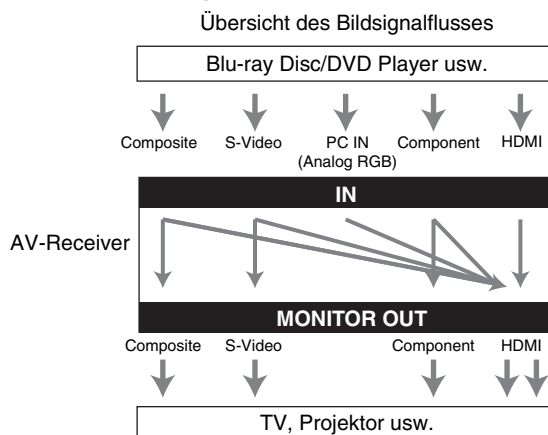 Übersicht des Bildsignalflusses
Blu-ray Disc/DVD Player usw.
Composite S-Video PC IN (Analog RGB) Component HDMI
IN
AV-Receiver
MONITOR OUT
Composite S-Video Component HDMI
TV, Projektor usw.